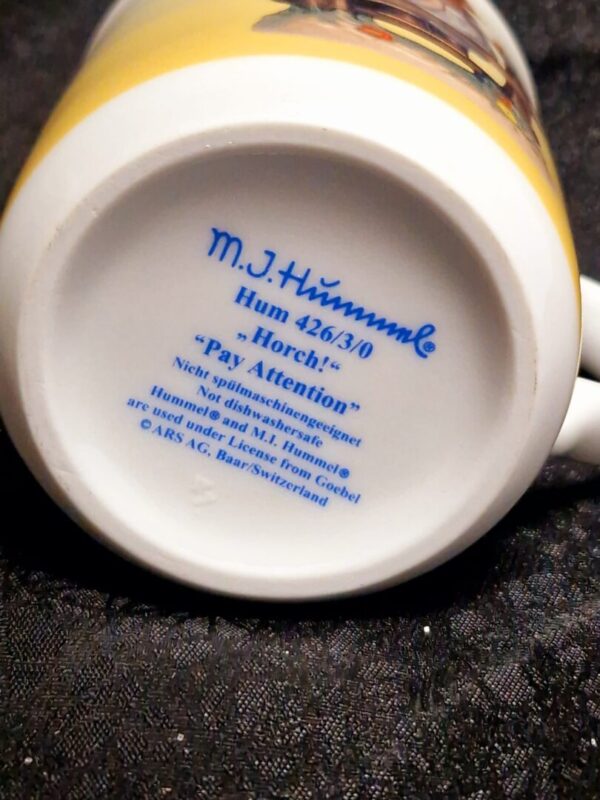 M.J. Hummel®
Hum 426/3/0
„Horch!“
“Pay Attention”
Nicht spülmaschinengeeignet
Not dishwashersafe
Hummel® and M.I. Hummel®
are used under License from Goebel
© ARS AG, Baar/Switzerland